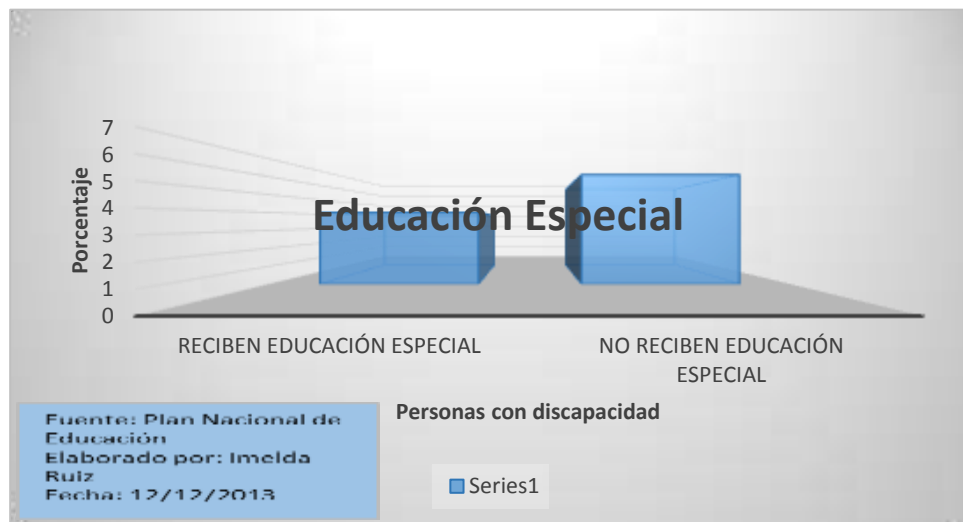 Educación Especial
Porcentaje
7
6
5
4
3
2
1
0
RECIBEN EDUCACIÓN ESPECIAL
NO RECIBEN EDUCACIÓN
ESPECIAL
Personas con discapacidad
Fuente: Plan Nacional de
Educación
Elaborado por: Imelda
Ruiz
Fecha: 12/12/2013
Series1